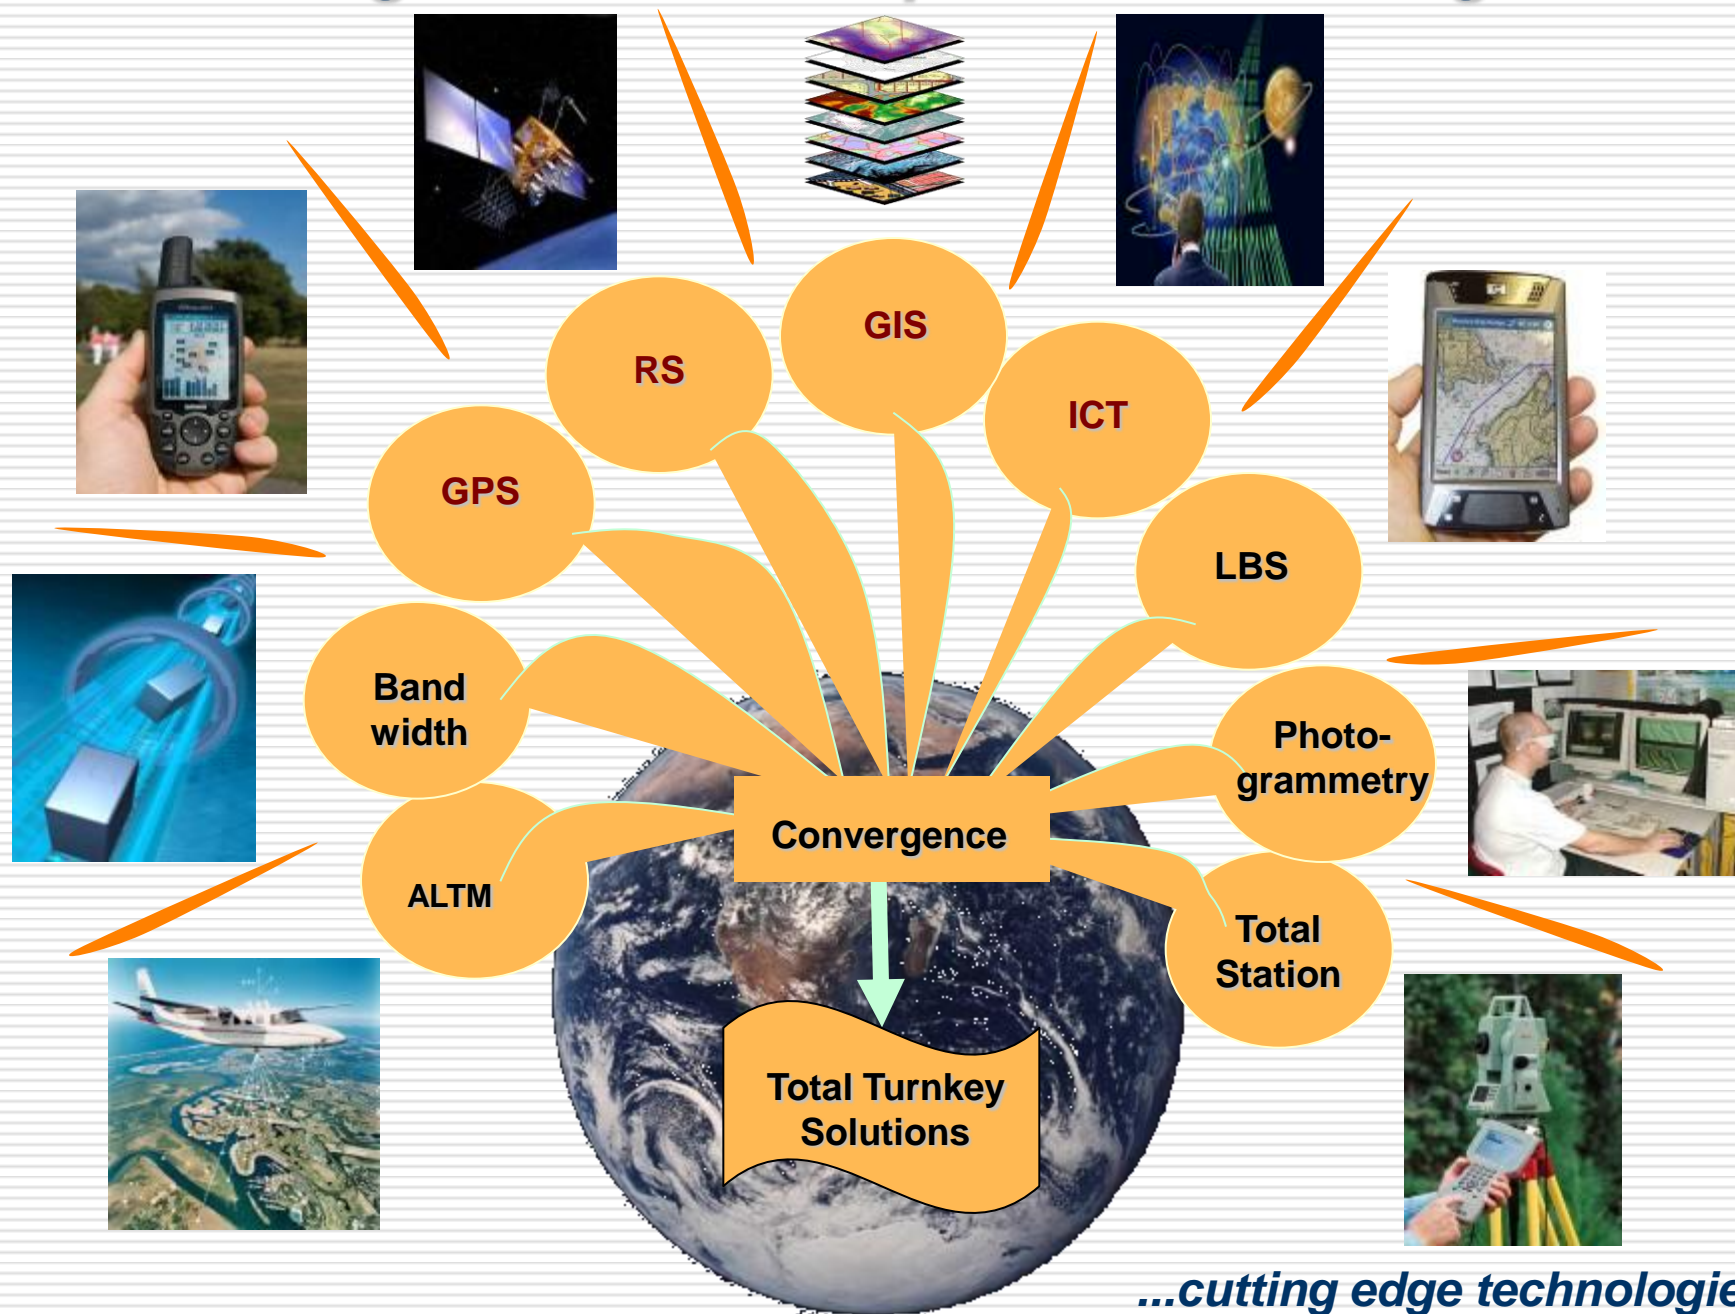 GIS
RS
ICT
GPS
LBS
Band
width
Photo-
grammetry
Convergence
ALTM
Total
Station
Total Turnkey
Solutions
...cutting edge technologie